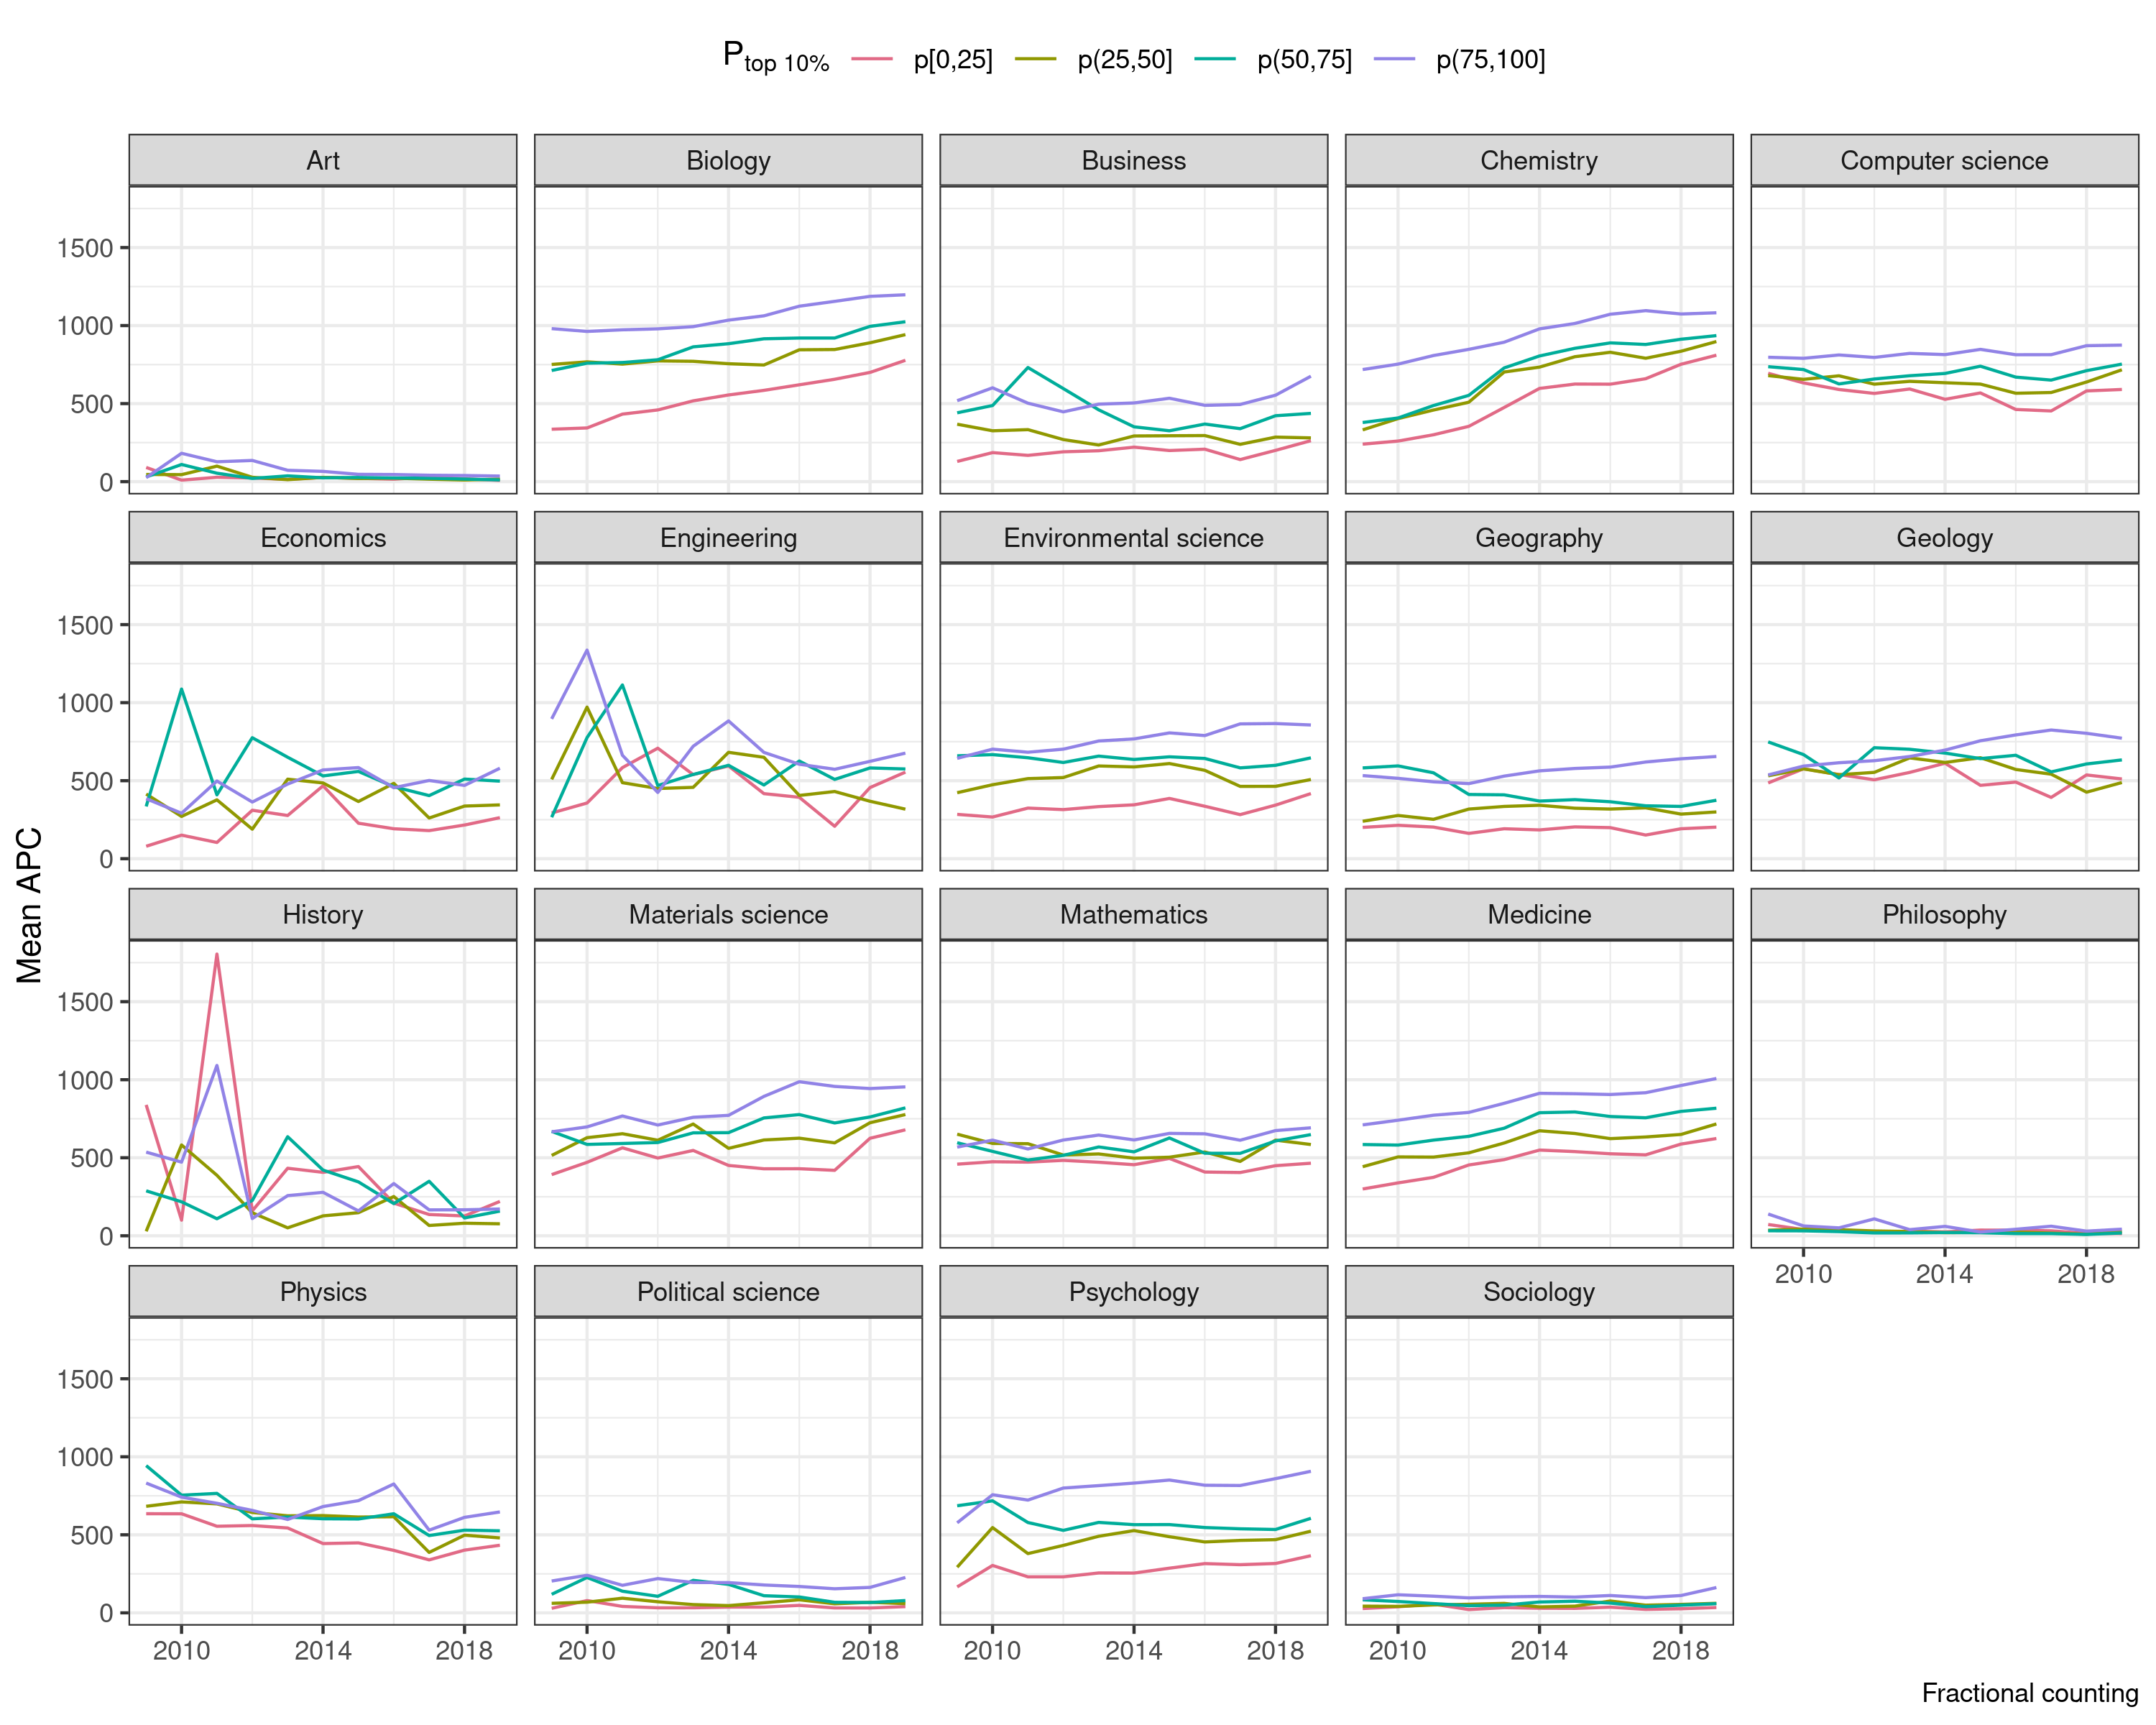 P top 10% p[0,25] p(25,50] p(50,75] p(75,100]
Art Biology Business Chemistry Computer science
1500
1000
500
0
Economics Engineering Environmental science Geography Geology
1500
1000
500
0
Mean APC
History Materials science Mathematics Medicine Philosophy
1500
1000
500
0
2010 2014 2018
Physics Political science Psychology Sociology
1500
1000
500
0
2010 2014 2018 2010 2014 2018 2010 2014 2018 2010 2014 2018
Fractional counting